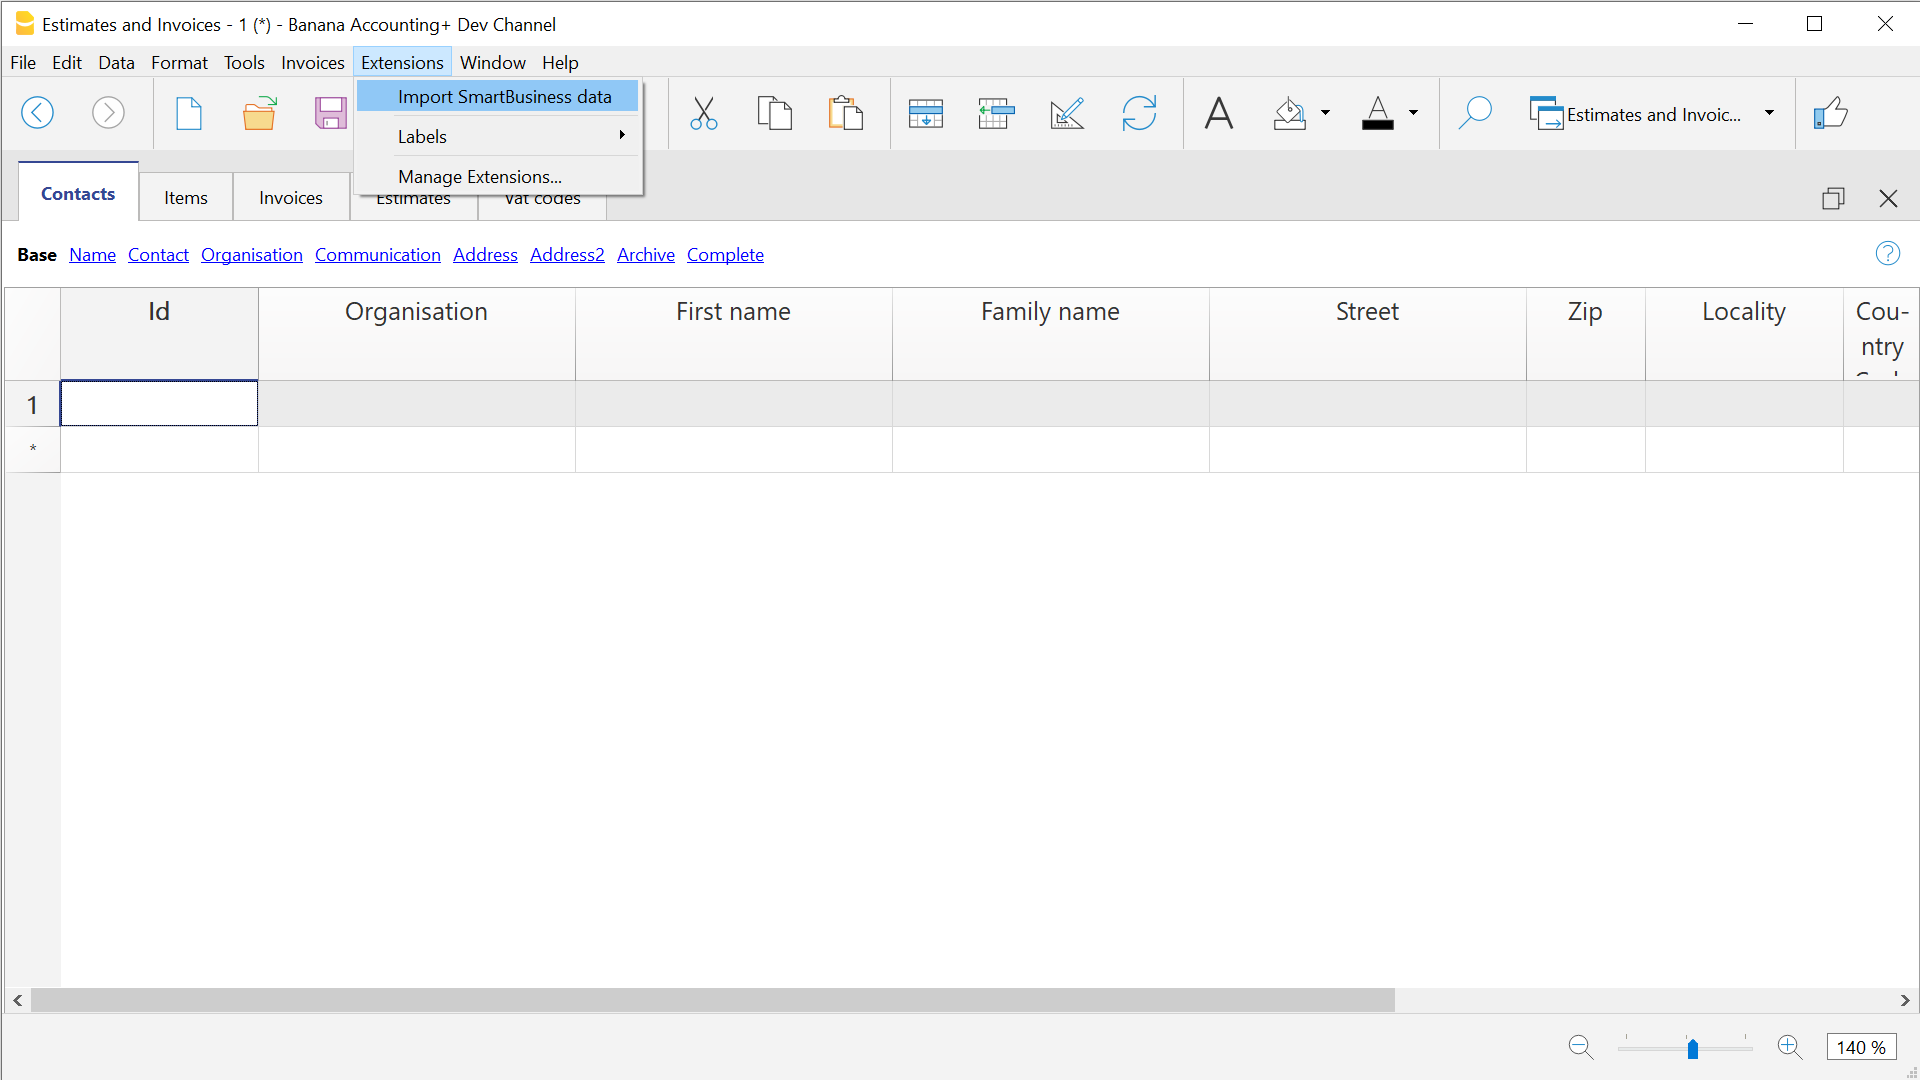 Estimates and Invoices - 1 (*) - Banana Accounting+ Dev Channel
File Edit Data Format Tools Invoices Extensions Window Help
Import SmartBusiness data
Labels
Manage Extensions...
Estimates and Invoic...
Contacts Items Invoices Estimates Vat codes
Base Name Contact Organisation Communication Address Address2 Archive Complete
Id Organisation First name Family name Street Zip Locality Cou-
ntry
1
*
140 %